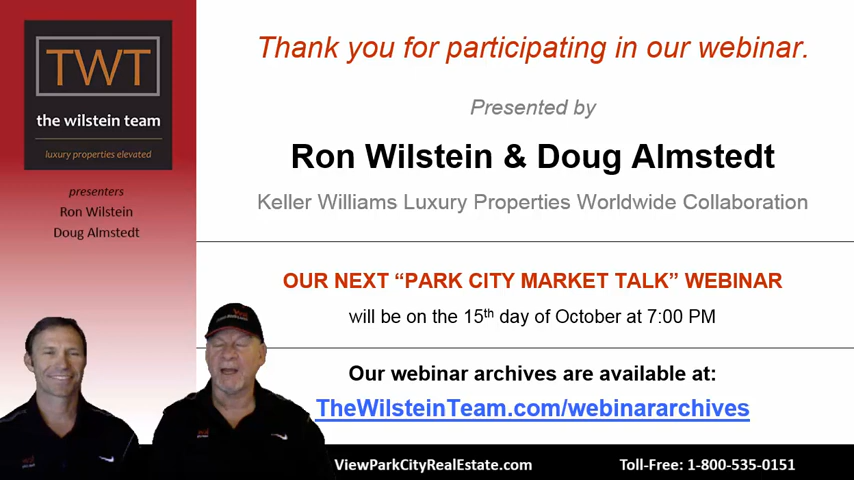 TWT
the wilstein team
luxury properties elevated
presenters
Ron Wilstein
Doug Almstedt
Thank you for participating in our webinar.
Presented by
Ron Wilstein & Doug Almstedt
Keller Williams Luxury Properties Worldwide Collaboration
OUR NEXT “PARK CITY MARKET TALK” WEBINAR
will be on the 15th day of October at 7:00 PM
Our webinar archives are available at:
TheWilsteinTeam.com/webinararchives
ViewParkCityRealEstate.com
Toll-Free: 1-800-535-0151